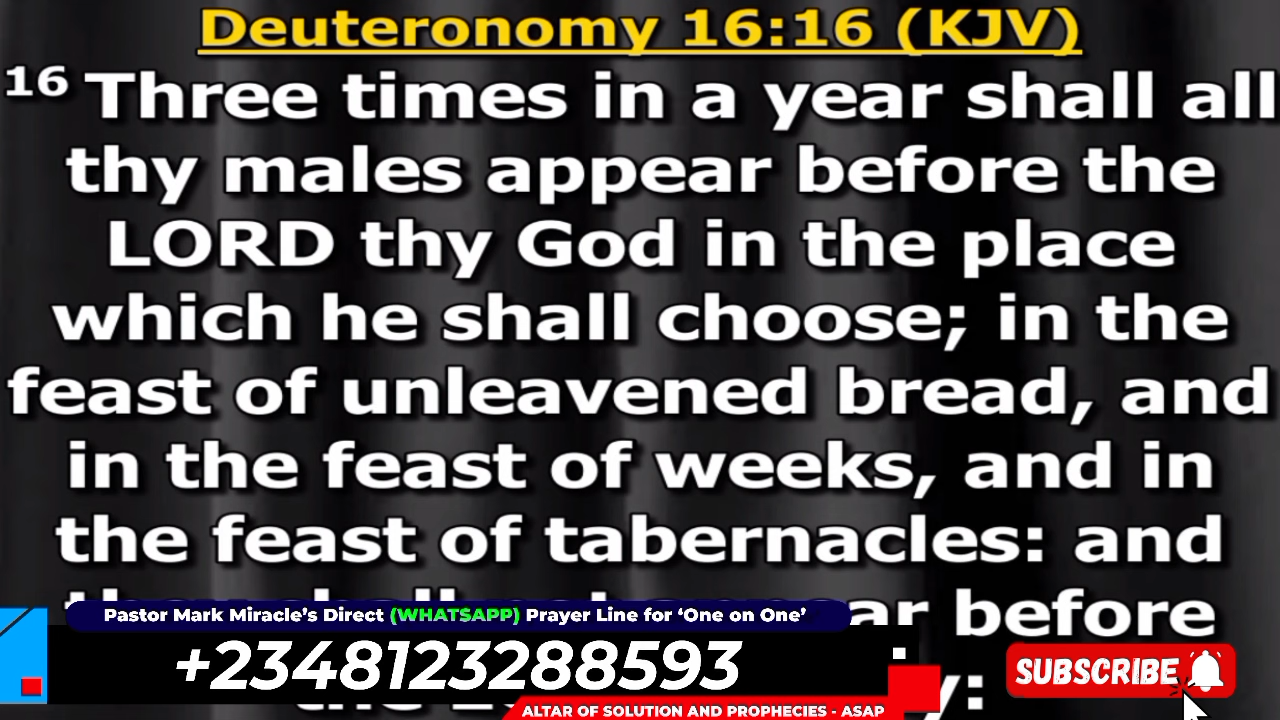 Deuteronomy 16:16 (KJV)
16 Three times in a year shall all
thy males appear before the
LORD thy God in the place
which he shall choose; in the
feast of unleavened bread, and
in the feast of weeks, and in
the feast of tabernacles: and
before
Pastor Mark Miracle's Direct (WHATSAPP) Prayer Line for 'One on One'
+2348123288593
SUBSCRIBE
ALTAR OF SOLUTION AND PROPHECIES - ASAP